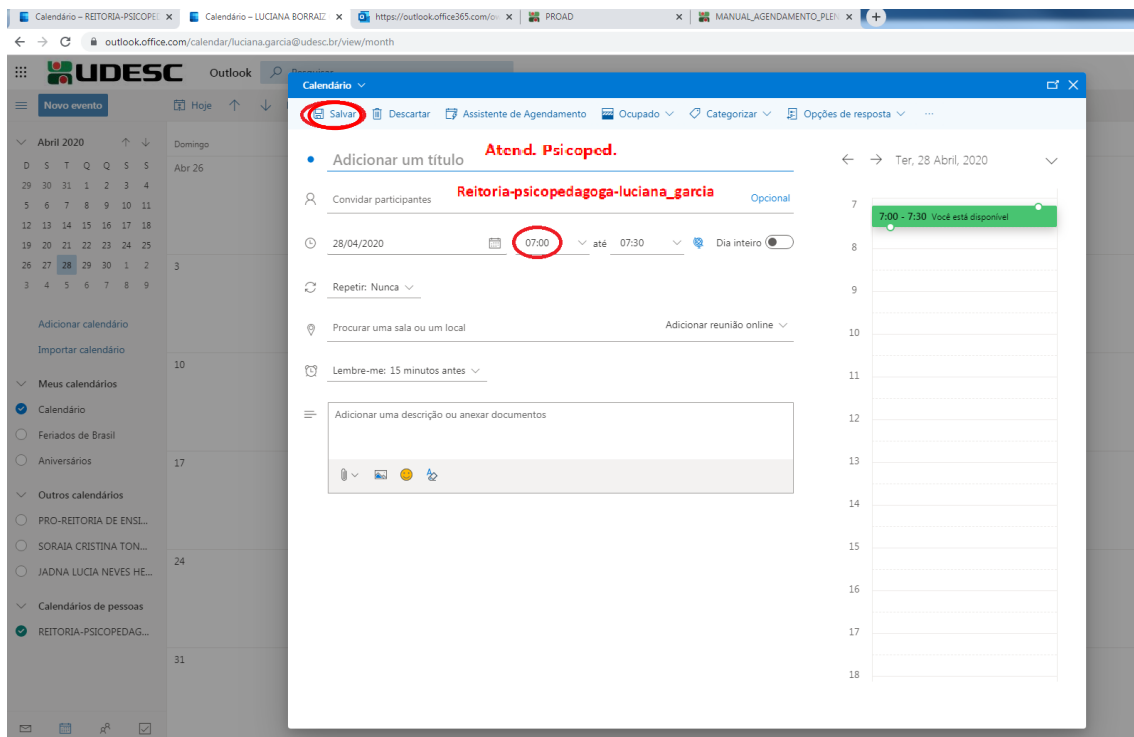 Calendário – REITORIA-PSICOPED
Calendário – LUCIANA BORRAIZ
https://outlook.office365.com/o
PROAD
MANUAL_AGENDAMENTO_PLEN
outlook.office.com/calendar/luciana.garcia@udesc.br/view/month
UDESC Outlook
Calendário
Novo evento Hoje
Salvar Descartar Assistente de Agendamento Ocupado Categorizar Opções de resposta ...
Abril 2020
D S T Q Q S S
29 30 31 1 2 3 4
5 6 7 8 9 10 11
12 13 14 15 16 17 18
19 20 21 22 23 24 25
26 27 28 29 30 1 2
3 4 5 6 7 8 9
Adicionar calendário
Importar calendário
Meus calendários
Calendário
Feriados de Brasil
Aniversários
Outros calendários
PRO-REITORIA DE ENSI...
SORAIA CRISTINA TON...
JADNA LUCIA NEVES HE...
Calendários de pessoas
REITORIA-PSICOPEDAG...
Domingo
Abr 26
3
10
17
24
31
Adicionar um título Atend. Psicoped.
Convidar participantes Reitoria-psicopedagoga-luciana_garcia Opcional
28/04/2020 07:00 até 07:30 Dia inteiro
Repetir: Nunca
Procurar uma sala ou um local Adicionar reunião online
Lembre-me: 15 minutos antes
Adicionar uma descrição ou anexar documentos
Ter, 28 Abril, 2020
7
7:00 - 7:30 Você está disponível
8
9
10
11
12
13
14
15
16
17
18